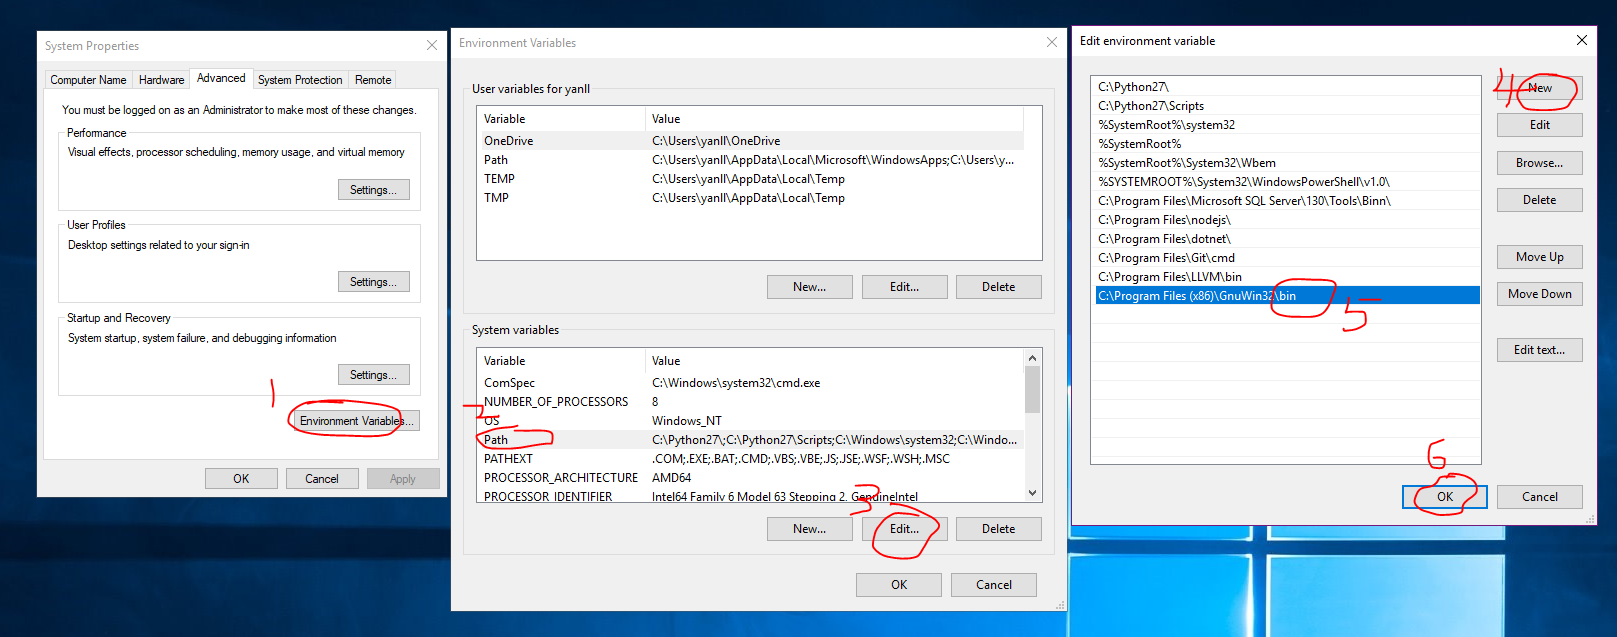 System Properties
Computer Name Hardware Advanced System Protection Remote
You must be logged on as an Administrator to make most of these changes.
Performance
Visual effects, processor scheduling, memory usage, and virtual memory
Settings...
User Profiles
Desktop settings related to your sign-in
Settings...
Startup and Recovery
System startup, system failure, and debugging information
Settings...
1
Environment Variables...
OK Cancel Apply
Environment Variables
User variables for yanll
Variable Value
OneDrive C:\Users\yanll\OneDrive
Path C:\Users\yanll\AppData\Local\Microsoft\WindowsApps;C:\Users\y...
TEMP C:\Users\yanll\AppData\Local\Temp
TMP C:\Users\yanll\AppData\Local\Temp
New... Edit... Delete
System variables
Variable Value
ComSpec C:\Windows\system32\cmd.exe
NUMBER_OF_PROCESSORS 8
2
OS Windows_NT
Path C:\Python27\;C:\Python27\Scripts;C:\Windows\system32;C:\Windo...
PATHEXT .COM;.EXE;.BAT;.CMD;.VBS;.VBE;.JS;.JSE;.WSF;.WSH;.MSC
PROCESSOR_ARCHITECTURE AMD64
PROCESSOR_IDENTIFIER Intel64 Family 6 Model 63 Stepping 2, GenuineIntel
3
New... Edit... Delete
OK Cancel
Edit environment variable
C:\Python27\
C:\Python27\Scripts
%SystemRoot%\system32
%SystemRoot%
%SystemRoot%\System32\Wbem
%SYSTEMROOT%\System32\WindowsPowerShell\v1.0\
C:\Program Files\Microsoft SQL Server\130\Tools\Binn\
C:\Program Files\nodejs\
C:\Program Files\dotnet\
C:\Program Files\Git\cmd
C:\Program Files\LLVM\bin
C:\Program Files (x86)\GnuWin32\bin
5
4 New
Edit
Browse...
Delete
Move Up
Move Down
Edit text...
6
OK Cancel